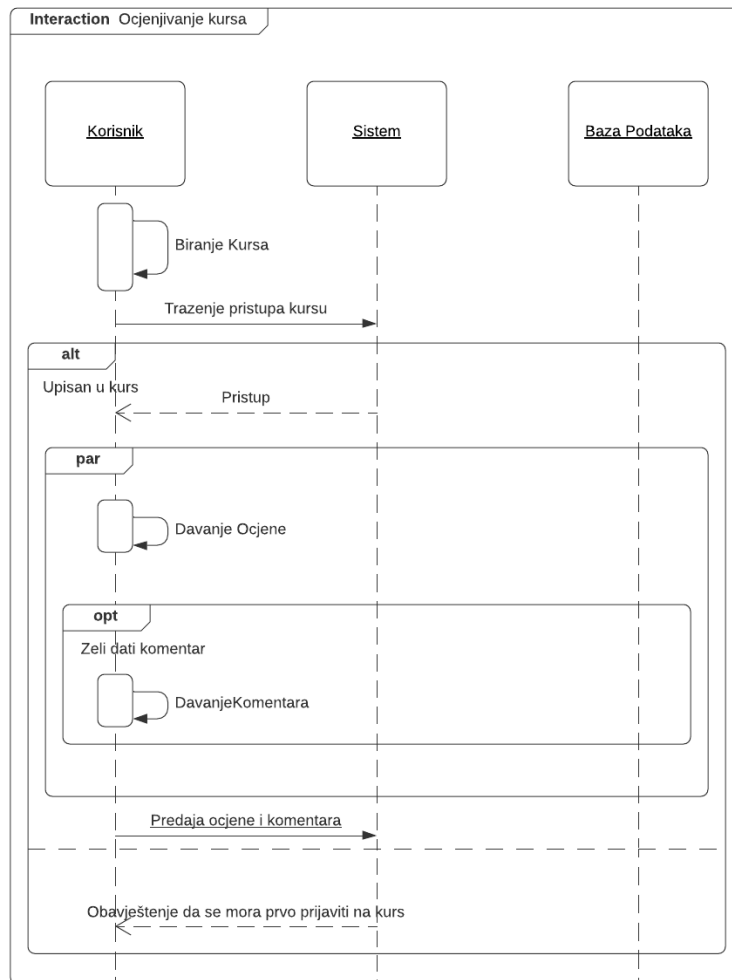 Interaction Ocjenjivanje kursa
Korisnik
Sistem
Baza Podataka
Biranje Kursa
Trazenje pristupa kursu
alt
Upisan u kurs
Pristup
par
Davanje Ocjene
opt
Zeli dati komentar
DavanjeKomentara
Predaja ocjene i komentara
Obavještenje da se mora prvo prijaviti na kurs